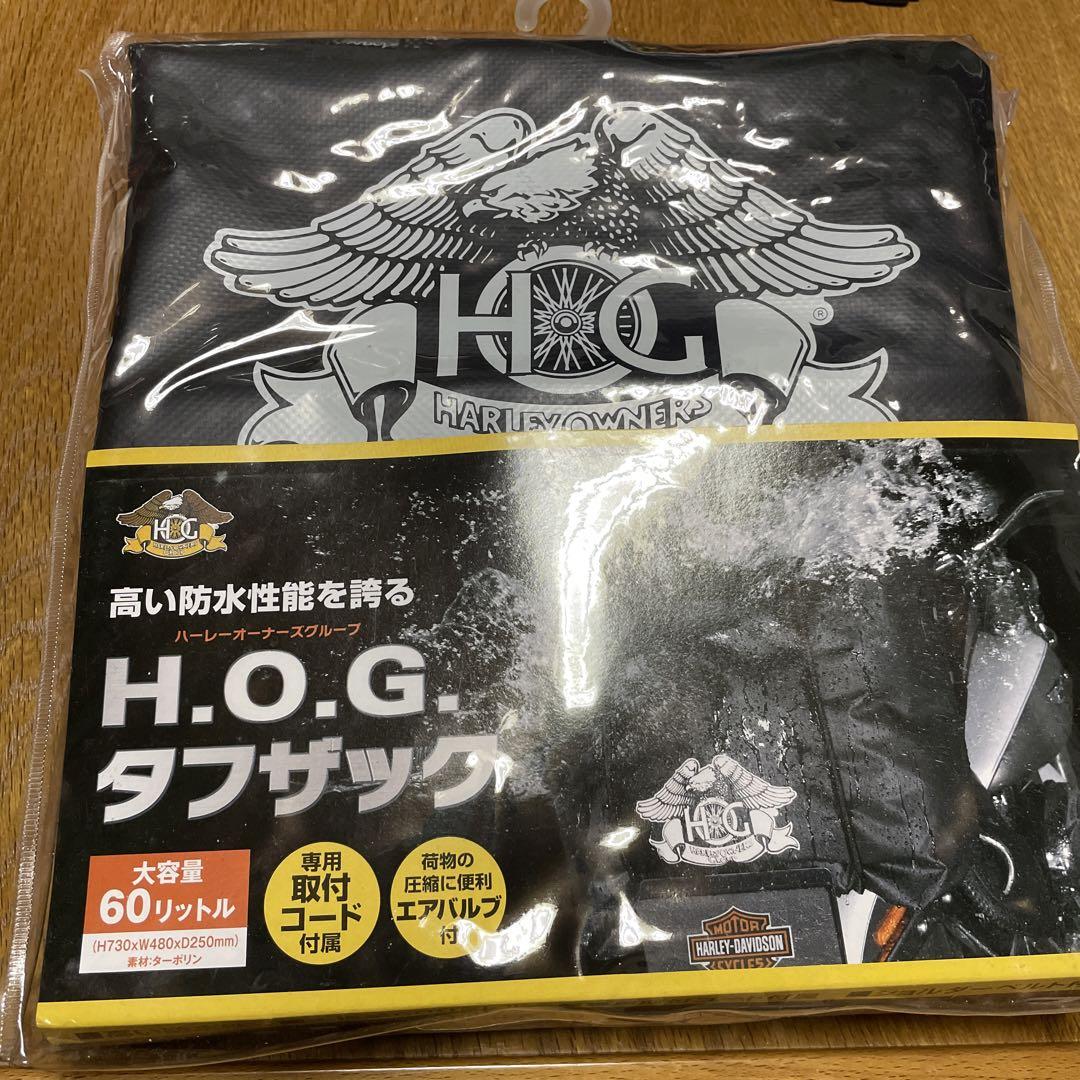 HOG
®
HARLEY OWNERS
HOG
高い防水性能を誇る
ハーレーオーナーズグループ
H.O.G.
タフザック
大容量
60リットル
(H730xW480xD250mm)
素材:ターポリン
専用
取付
コード
付属
荷物の
圧縮に便利
エアバルブ
付
HOG
MOTOR
HARLEY-DAVIDSON
CYCLES